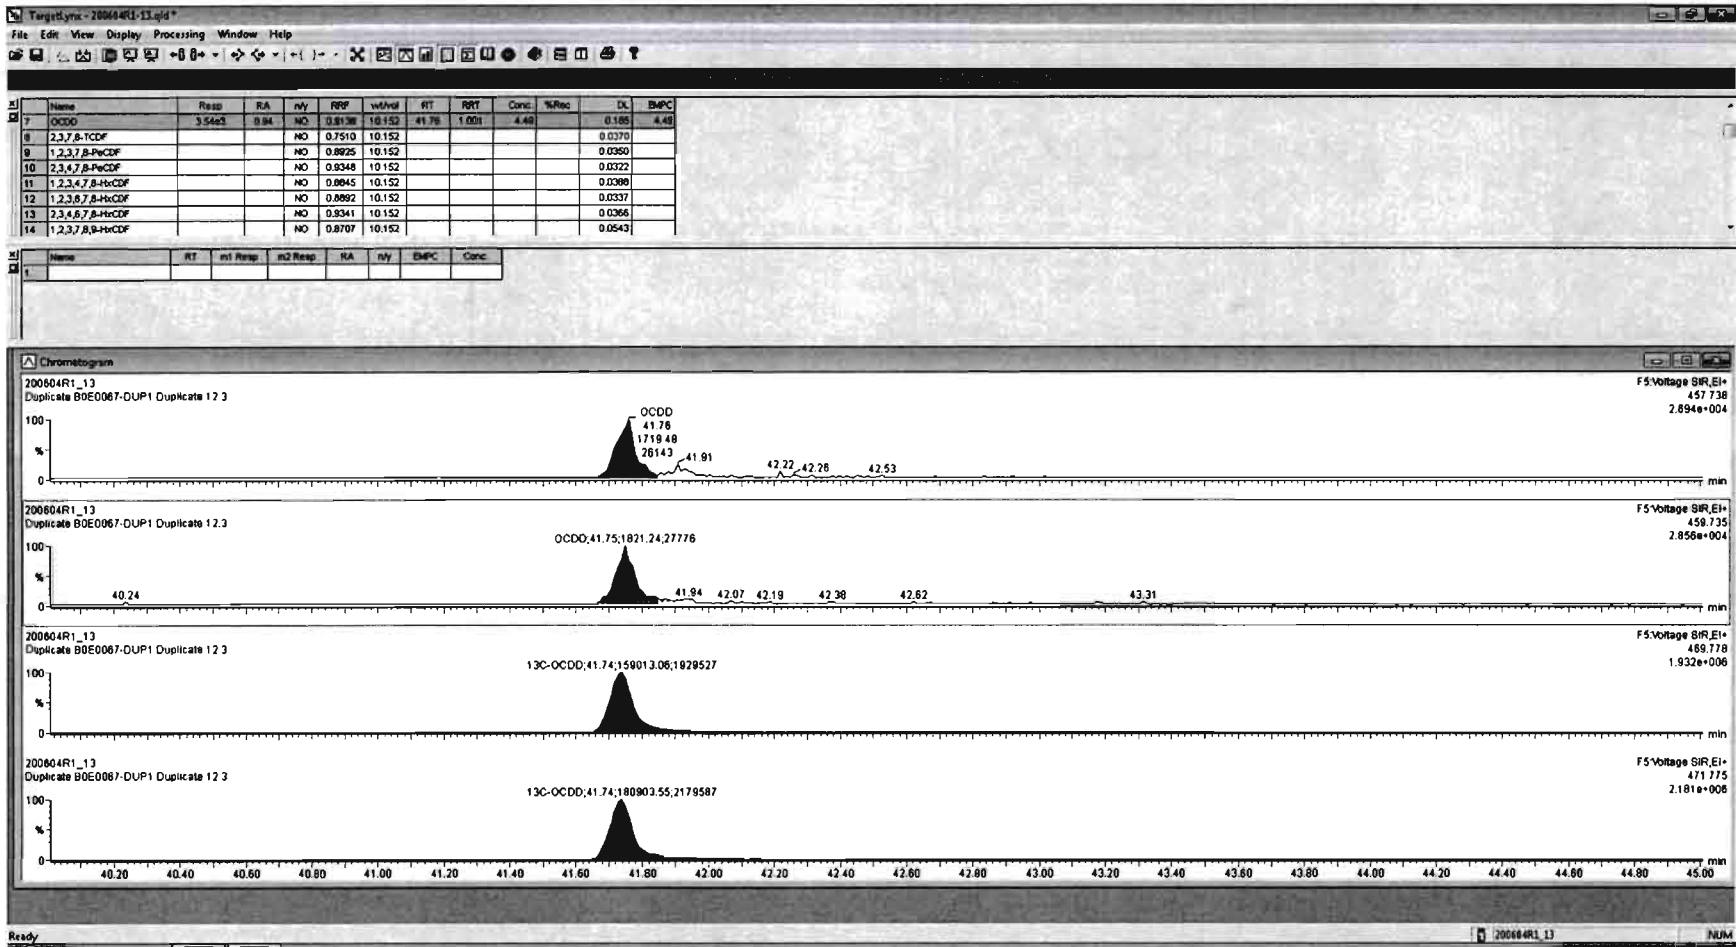 TargetLynx - 200604R1-13.qld *
File Edit View Display Processing Window Help
Name Resp RA n/y RRF wt/vol RT RRT Conc. %Rec DL EMPC
7 OCDD 3.54e3 0.94 NO 10.152 41.76 1.001 4.49 0.185 4.49
8 2,3,7,8-TCDF NO 0.7510 10.152 0.0370
9 1,2,3,7,8-PeCDF NO 0.8925 10.152 0.0350
10 2,3,4,7,8-PeCDF NO 0.9348 10.152 0.0322
11 1,2,3,4,7,8-HxCDF NO 10.152
12 1,2,3,6,7,8-HxCDF NO 10.152 0.0337
13 2,3,4,6,7,8-HxCDF NO 0.9341 10.152 0.0366
14 1,2,3,7,8,9-HxCDF NO 0.8707 10.152 0.0543
Name RT m1 Resp m2 Resp RA n/y EMPC Conc.
1
Chromatogram
200604R1_13
Duplicate B0E0067-DUP1 Duplicate 12.3
F5:Voltage SIR,EI+
457.738
2.694e+004
100
%
0
OCDD
41.76
1719.48
26143
41.91
42.22
42.26
42.53
min
200604R1_13
Duplicate B0E0067-DUP1 Duplicate 12.3
F5:Voltage SIR,EI+
459.735
2.856e+004
100
%
0
OCDD;41.75;1821.24;27776
40.24
41.94
42.07
42.19
42.38
42.62
43.31
min
200604R1_13
Duplicate B0E0067-DUP1 Duplicate 12.3
F5:Voltage SIR,EI+
469.778
1.932e+006
100
%
0
13C-OCDD;41.74;159013.06;1929527
min
200604R1_13
Duplicate B0E0067-DUP1 Duplicate 12.3
F5:Voltage SIR,EI+
471.775
2.181e+006
100
%
0
13C-OCDD;41.74;180903.55;2179587
min
40.20 40.40 40.60 40.80 41.00 41.20 41.40 41.60 41.80 42.00 42.20 42.40 42.60 42.80 43.00 43.20 43.40 43.60 43.80 44.00 44.20 44.40 44.60 44.80 45.00
Ready
200604R1_13
NUM